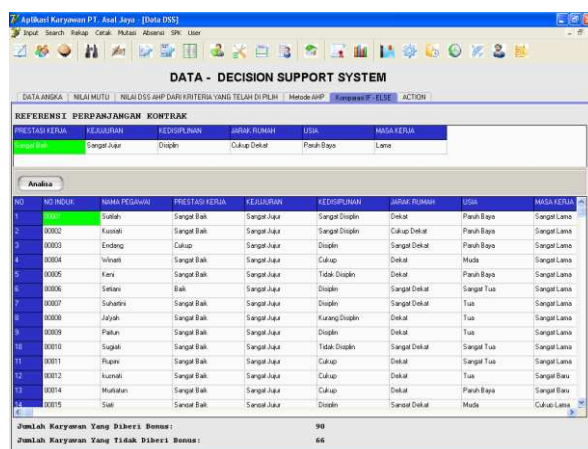 Aplikasi Karyawan PT. Asal Jaya - [Data DSS]
Input Search Rekap Cetak Mutasi Absensi SPK User
DATA - DECISION SUPPORT SYSTEM
DATA ANGKA NILAI MUTU NILAI DSS AHP DARI KRITERIA YANG TELAH DI PILIH Metode AHP Komparasi IF - ELSE ACTION
REFERENSI PERPANJANGAN KONTRAK
PRESTASI KERJA KEJUJURAN KEDISIPLINAN JARAK RUMAH USIA MASA KERJA
Sangat Baik Sangat Jujur Disiplin Cukup Dekat Paruh Baya Lama
Analisa
NO NO INDUK NAMA PEGAWAI PRESTASI KERJA KEJUJURAN KEDISIPLINAN JARAK RUMAH USIA MASA KERJA
1 00001 Sutilah Sangat Baik Sangat Jujur Sangat Disiplin Dekat Paruh Baya Sangat Lama
2 00002 Kusniati Sangat Baik Sangat Jujur Sangat Disiplin Cukup Dekat Paruh Baya Sangat Lama
3 00003 Endang Cukup Sangat Jujur Disiplin Sangat Dekat Paruh Baya Sangat Lama
4 00004 Winarti Sangat Baik Sangat Jujur Cukup Dekat Muda Sangat Lama
5 00005 Keni Sangat Baik Sangat Jujur Tidak Disiplin Dekat Paruh Baya Sangat Lama
6 00006 Setiani Baik Sangat Jujur Disiplin Sangat Dekat Sangat Tua Sangat Lama
7 00007 Suhartini Sangat Baik Sangat Jujur Disiplin Sangat Dekat Tua Sangat Lama
8 00008 Ja'iyah Sangat Baik Sangat Jujur Kurang Disiplin Dekat Tua Sangat Lama
9 00009 Paitun Sangat Baik Sangat Jujur Disiplin Dekat Tua Sangat Lama
10 00010 Sugiati Sangat Baik Sangat Jujur Tidak Disiplin Sangat Dekat Sangat Tua Sangat Lama
11 00011 Rupini Sangat Baik Sangat Jujur Cukup Dekat Sangat Tua Sangat Lama
12 00012 kusmiati Sangat Baik Sangat Jujur Cukup Dekat Tua Sangat Baru
13 00014 Murtiatun Sangat Baik Sangat Jujur Cukup Dekat Paruh Baya Sangat Baru
14 00015 Siati Sangat Baik Sangat Jujur Disiplin Sangat Dekat Muda Cukup Lama
Jumlah Karyawan Yang Diberi Bonus: 90
Jumlah Karyawan Yang Tidak Diberi Bonus: 66